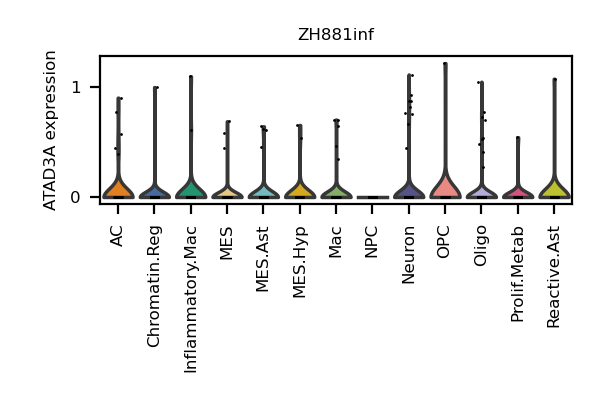 ZH881inf
ATAD3A expression
1
0
AC
Chromatin.Reg
Inflammatory.Mac
MES
MES.Ast
MES.Hyp
Mac
NPC
Neuron
OPC
Oligo
Prolif.Metab
Reactive.Ast